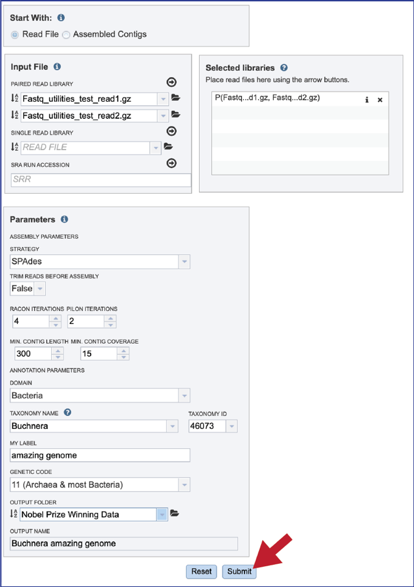 Start With:
Read File Assembled Contigs
Input File
PAIRED READ LIBRARY
Fastq_utilities_test_read1.gz
Fastq_utilities_test_read2.gz
SINGLE READ LIBRARY
READ FILE
SRA RUN ACCESSION
SRR
Selected libraries
Place read files here using the arrow buttons.
P(Fastq...d1.gz, Fastq...d2.gz)
Parameters
ASSEMBLY PARAMETERS
STRATEGY
SPAdes
TRIM READS BEFORE ASSEMBLY
False
RACON ITERATIONS PILON ITERATIONS
4 2
MIN. CONTIG LENGTH MIN. CONTIG COVERAGE
300 15
ANNOTATION PARAMETERS
DOMAIN
Bacteria
TAXONOMY NAME TAXONOMY ID
Buchnera 46073
MY LABEL
amazing genome
GENETIC CODE
11 (Archaea & most Bacteria)
OUTPUT FOLDER
Nobel Prize Winning Data
OUTPUT NAME
Buchnera amazing genome
Reset Submit